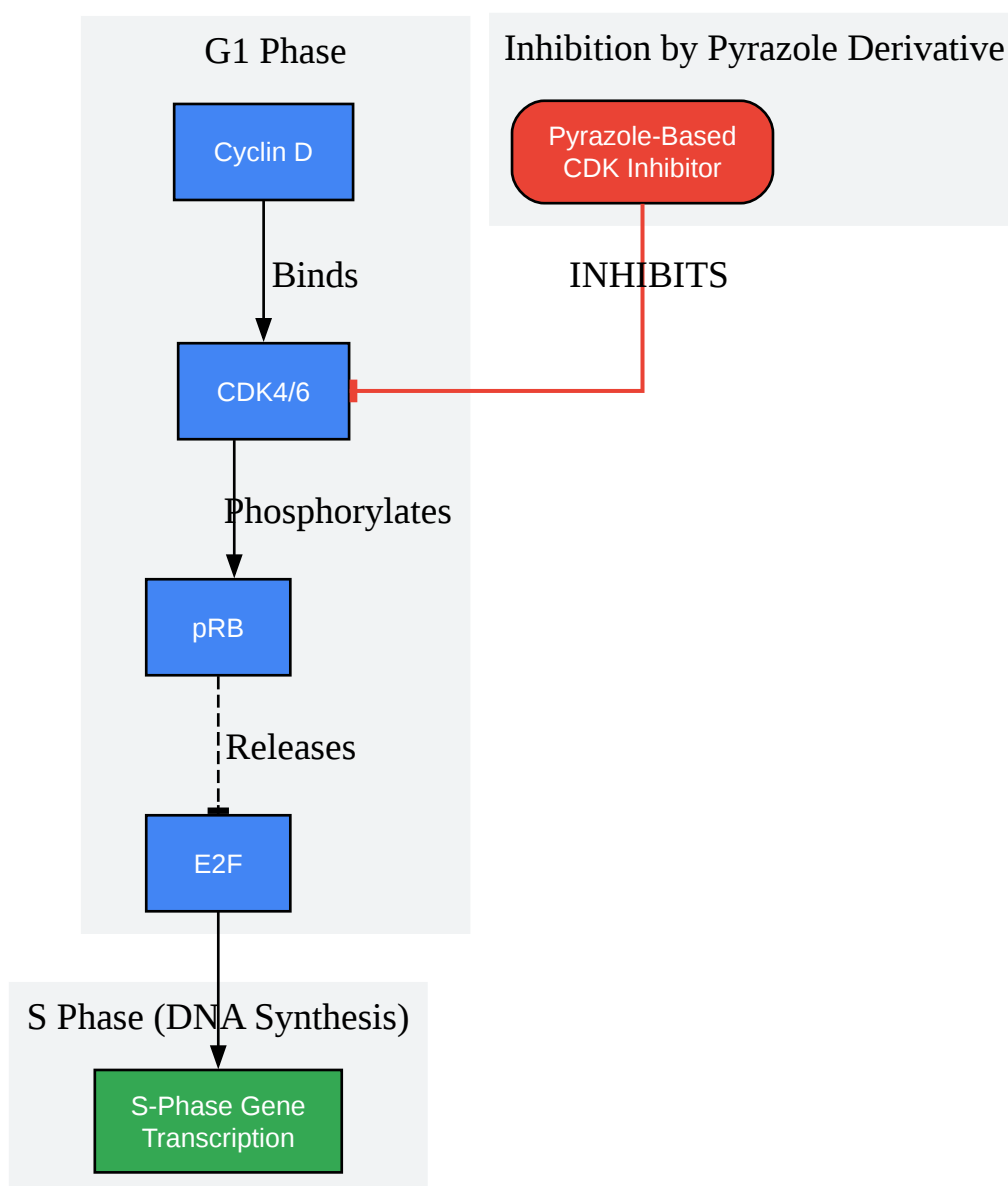 G1 Phase
Cyclin D
Binds
CDK4/6
Phosphorylates
pRB
Releases
E2F
Inhibition by Pyrazole Derivative
Pyrazole-Based
CDK Inhibitor
INHIBITS
S Phase (DNA Synthesis)
S-Phase Gene
Transcription